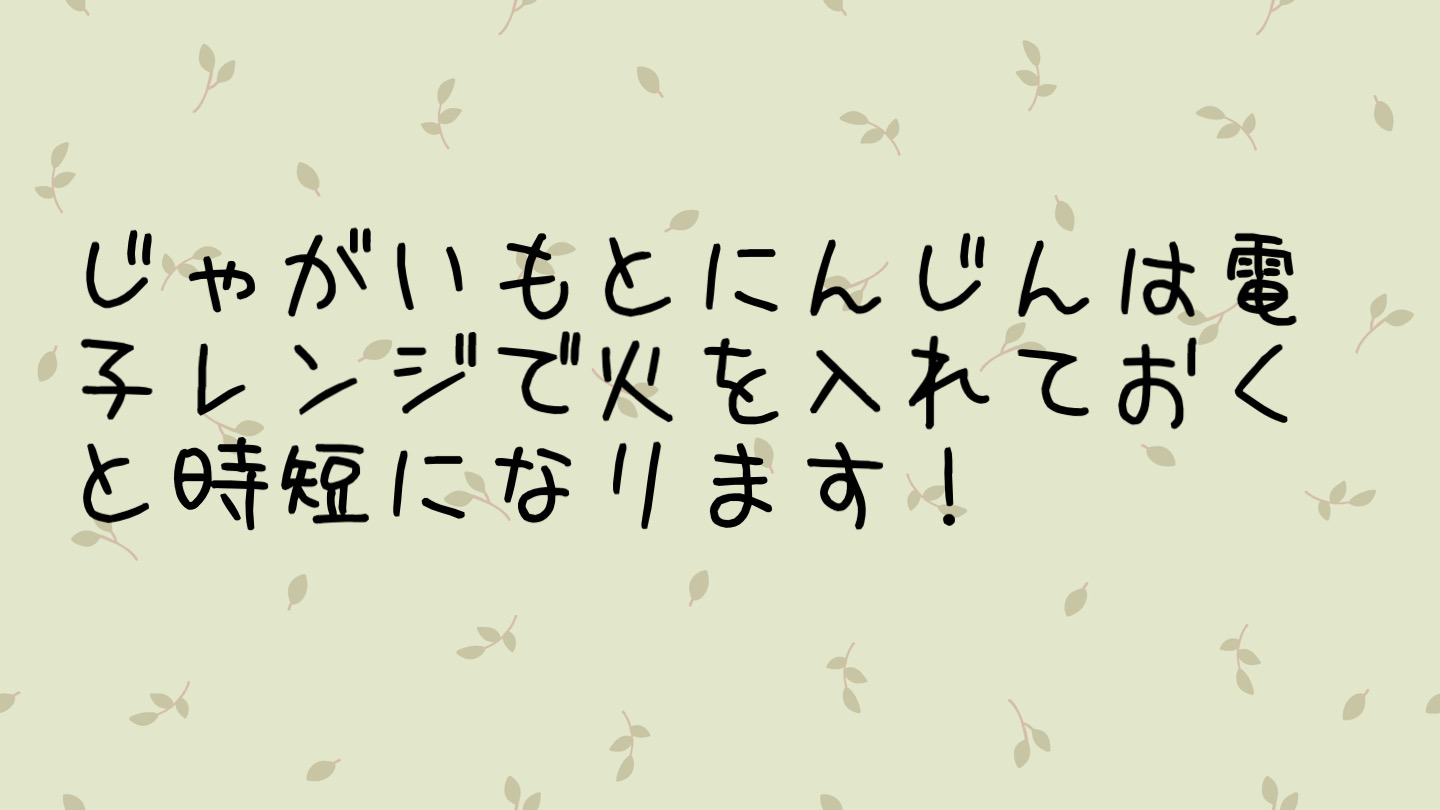 じゃがいもとにんじんは電
子レンジで火を入れておく
と時短になります！